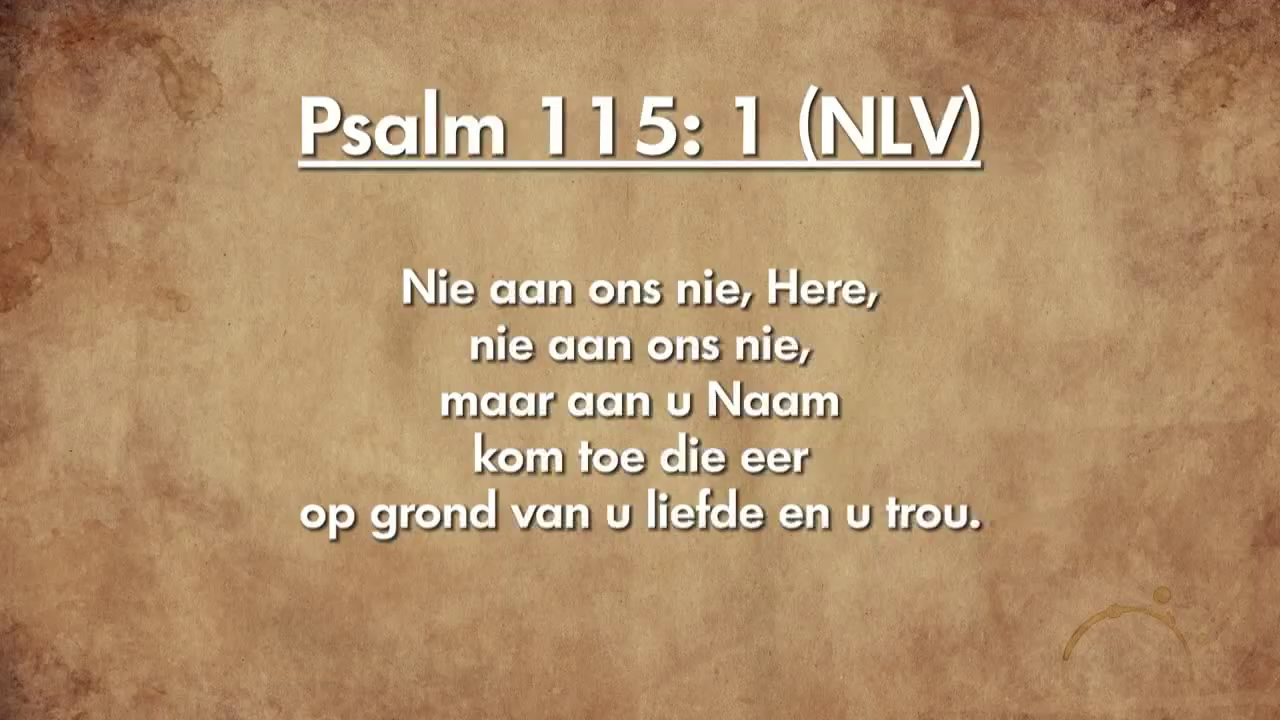 Psalm 115: 1 (NLV)
Nie aan ons nie, Here,
nie aan ons nie,
maar aan u Naam
kom toe die eer
op grond van u liefde en u trou.